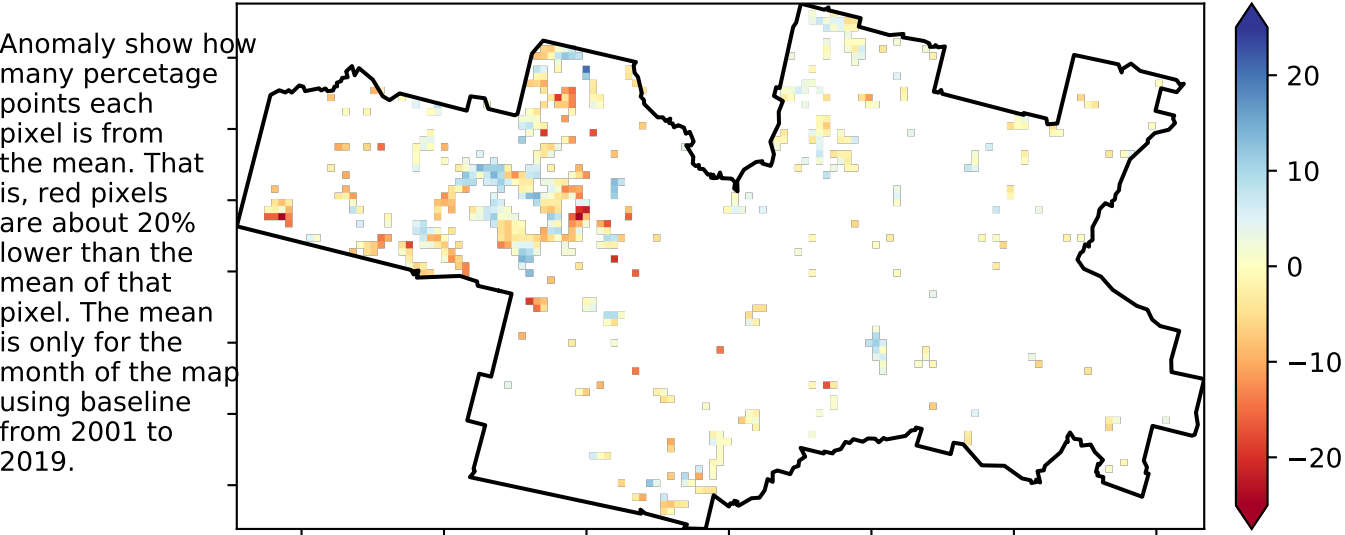 Anomaly show how
many percetage
points each
pixel is from
the mean. That
is, red pixels
are about 20%
lower than the
mean of that
pixel. The mean
is only for the
month of the map
using baseline
from 2001 to
2019.
20
10
0
−10
−20